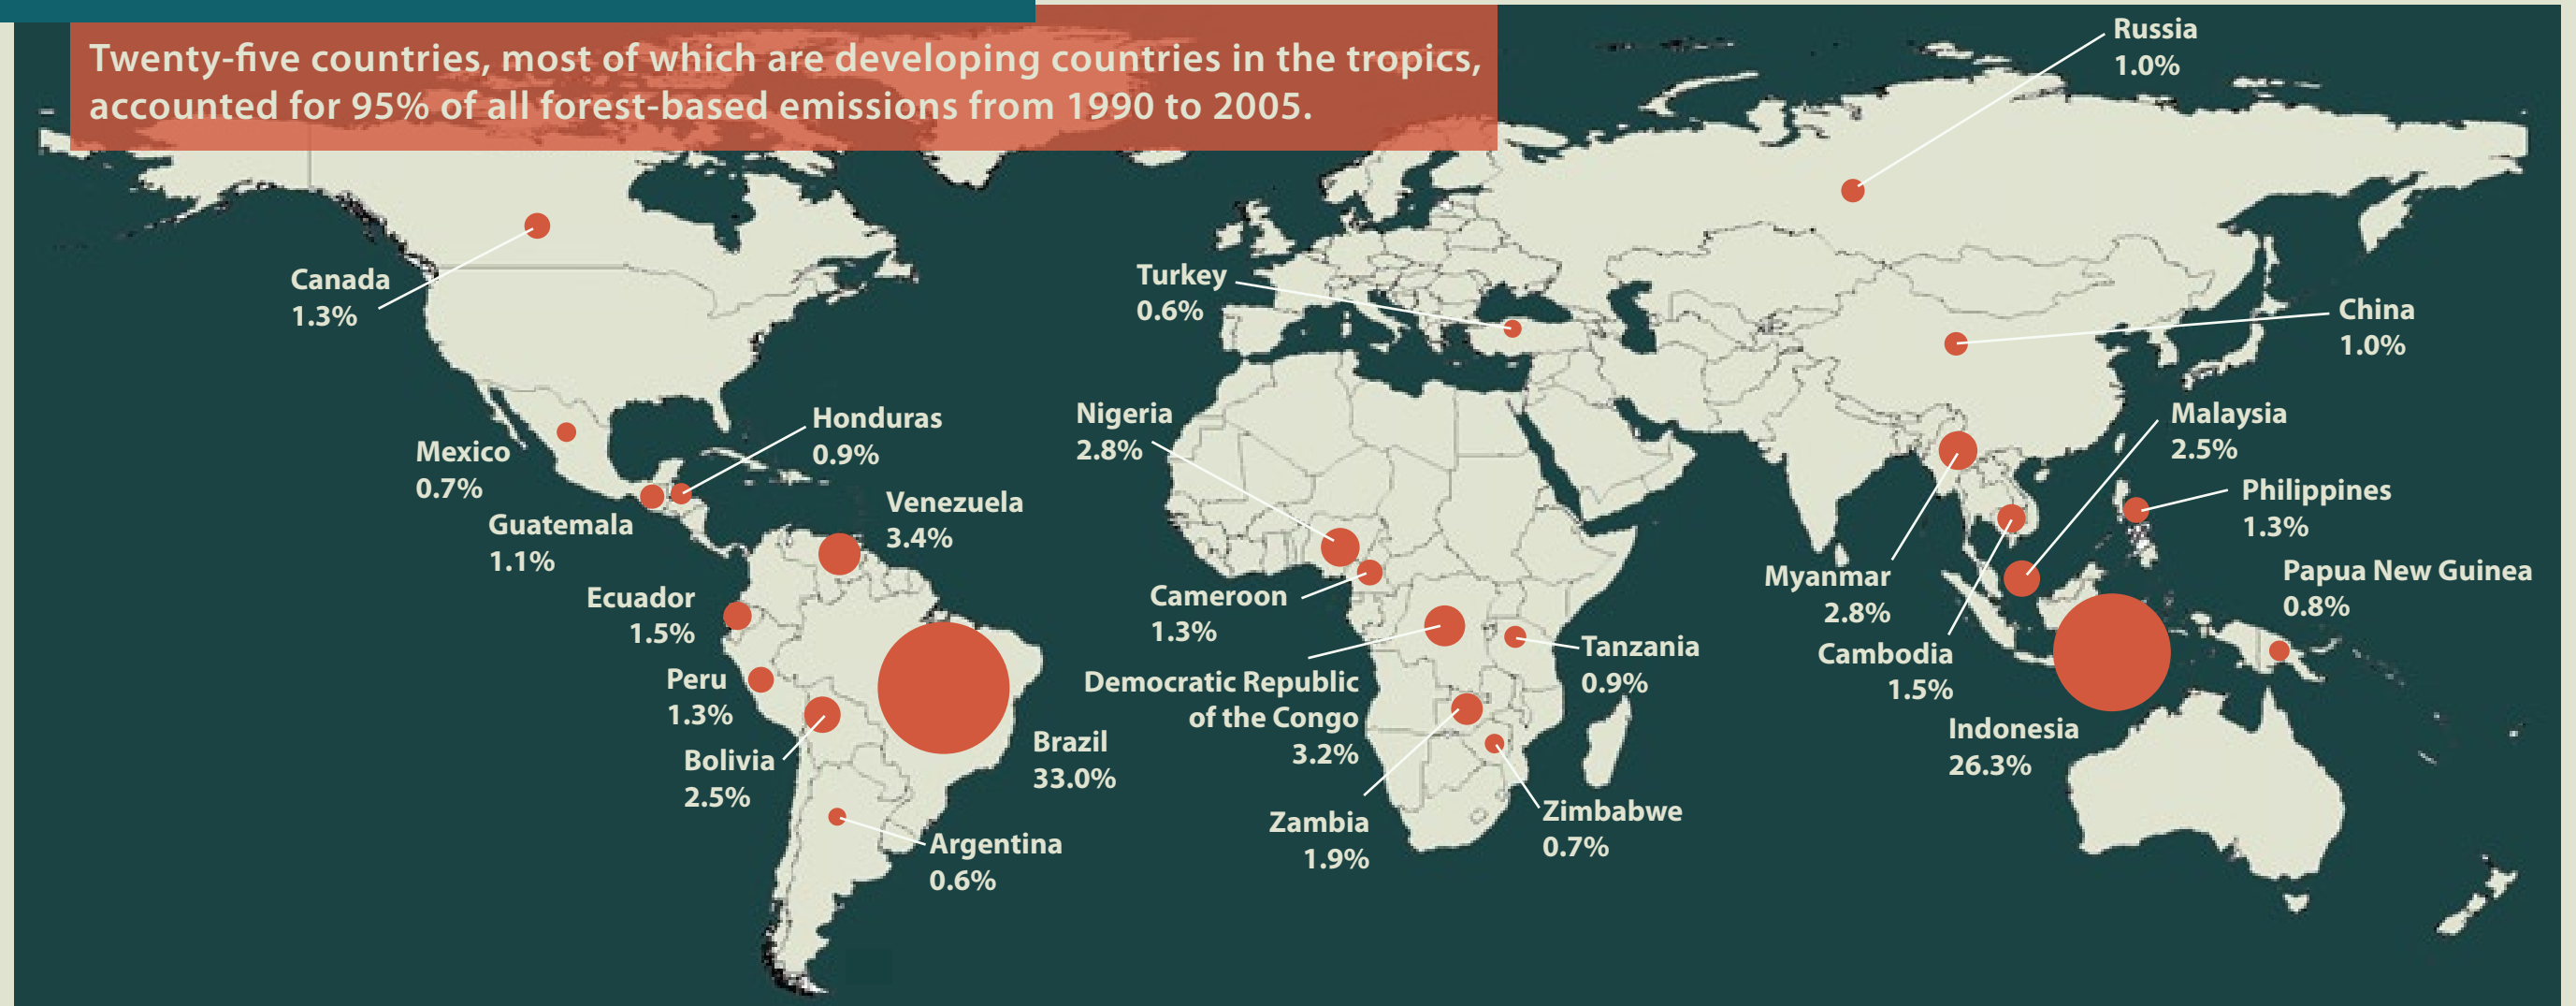 Twenty-five countries, most of which are developing countries in the tropics,
accounted for 95% of all forest-based emissions from 1990 to 2005.
Russia
1.0%
Canada
1.3%
Turkey
0.6%
China
1.0%
Mexico
0.7%
Honduras
0.9%
Guatemala
1.1%
Venezuela
3.4%
Nigeria
2.8%
Malaysia
2.5%
Philippines
1.3%
Papua New Guinea
0.8%
Ecuador
1.5%
Cameroon
1.3%
Myanmar
2.8%
Peru
1.3%
Democratic Republic
of the Congo
3.2%
Tanzania
0.9%
Cambodia
1.5%
Bolivia
2.5%
Brazil
33.0%
Indonesia
26.3%
Argentina
0.6%
Zambia
1.9%
Zimbabwe
0.7%